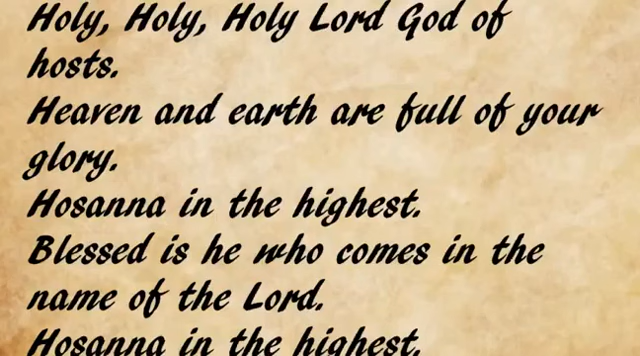 Holy, Holy, Holy Lord God of
hosts.
Heaven and earth are full of your
glory.
Hosanna in the highest.
Blessed is he who comes in the
name of the Lord.
Hosanna in the highest.